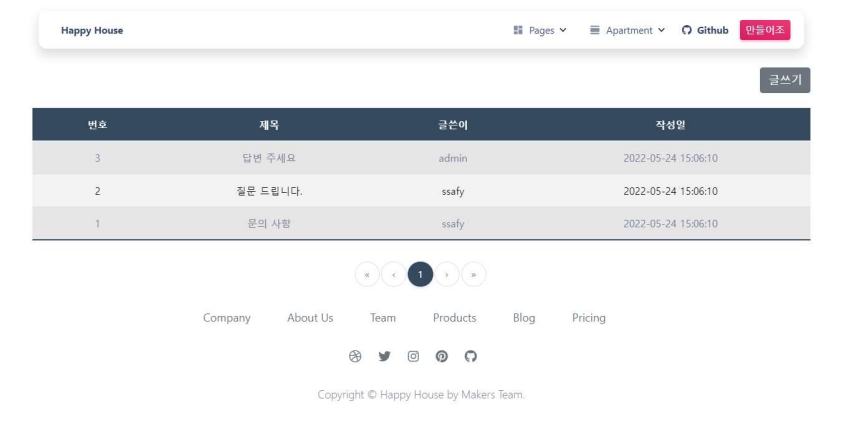 Happy House Pages Apartment Github 만들이조
글쓰기
번호 제목 글쓴이 작성일
3 답변 주세요 admin 2022-05-24 15:06:10
2 질문 드립니다. ssafy 2022-05-24 15:06:10
1 문의 사항 ssafy 2022-05-24 15:06:10
« ‹ 1 › »
Company About Us Team Products Blog Pricing
Copyright © Happy House by Makers Team.